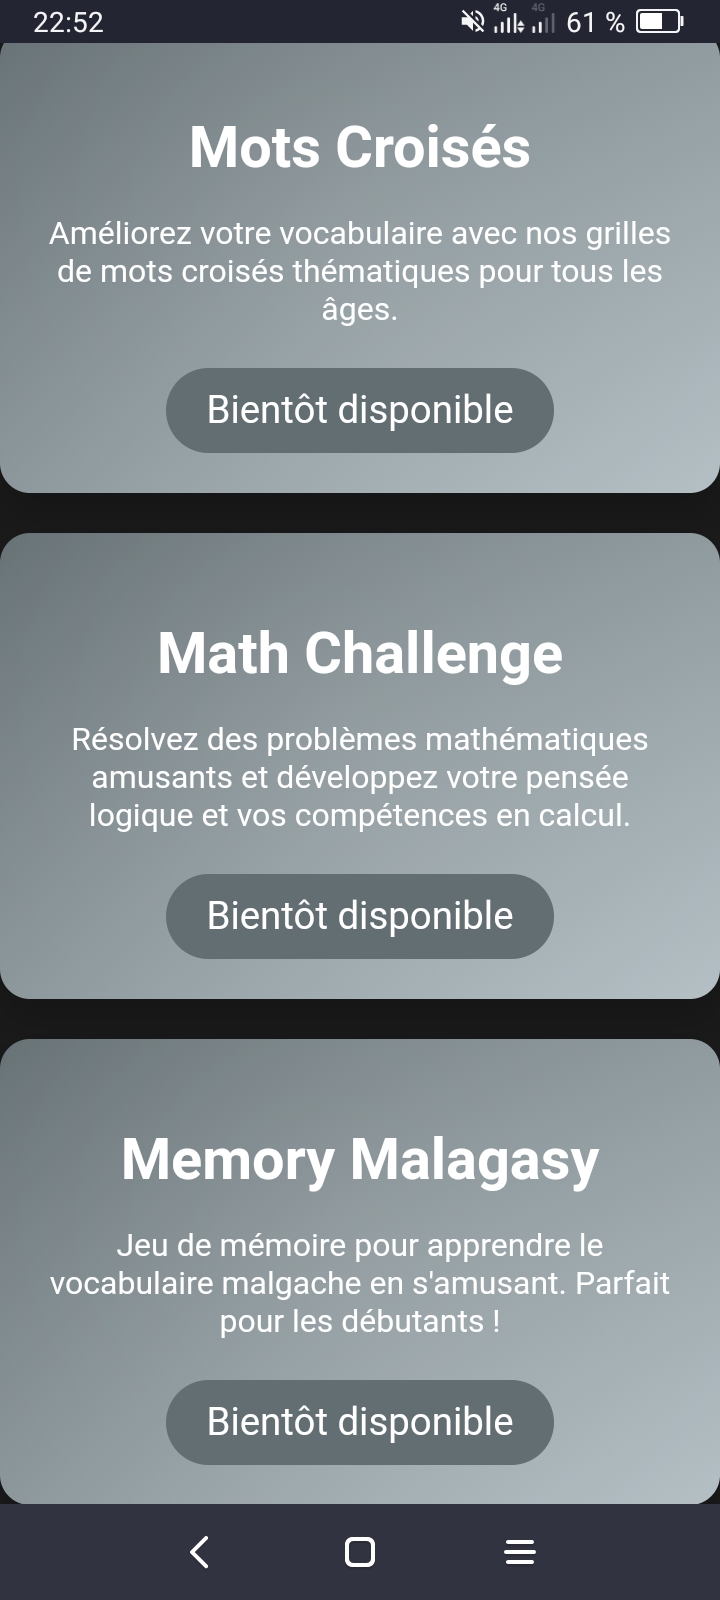 22:52
4G 4G 61 %
Mots Croisés
Améliorez votre vocabulaire avec nos grilles
de mots croisés thématiques pour tous les
âges.
Bientôt disponible
Math Challenge
Résolvez des problèmes mathématiques
amusants et développez votre pensée
logique et vos compétences en calcul.
Bientôt disponible
Memory Malagasy
Jeu de mémoire pour apprendre le
vocabulaire malgache en s'amusant. Parfait
pour les débutants !
Bientôt disponible